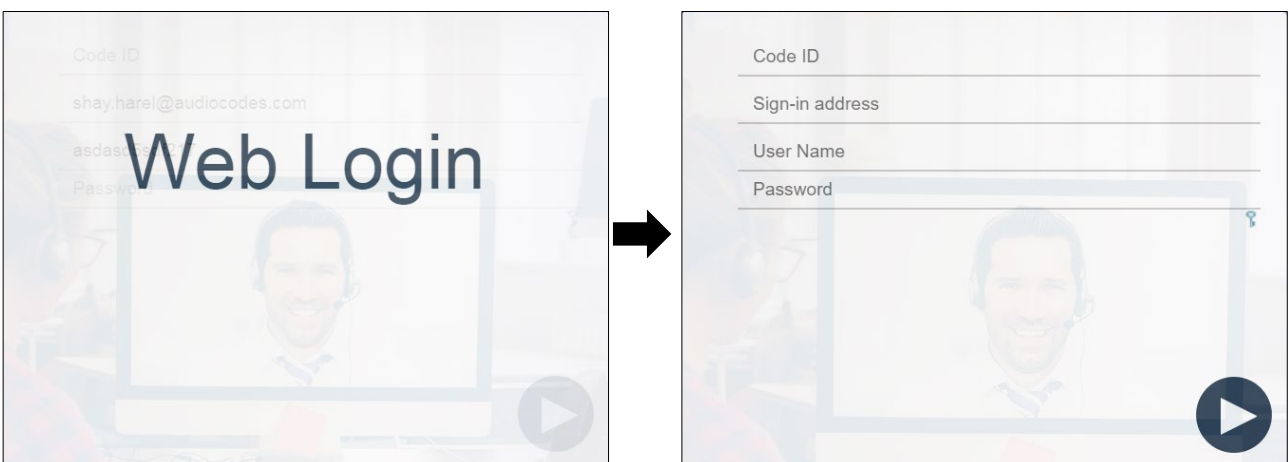 Code ID
shay.harel@audiocodes.com
Web Login
Password
Code ID
Sign-in address
User Name
Password